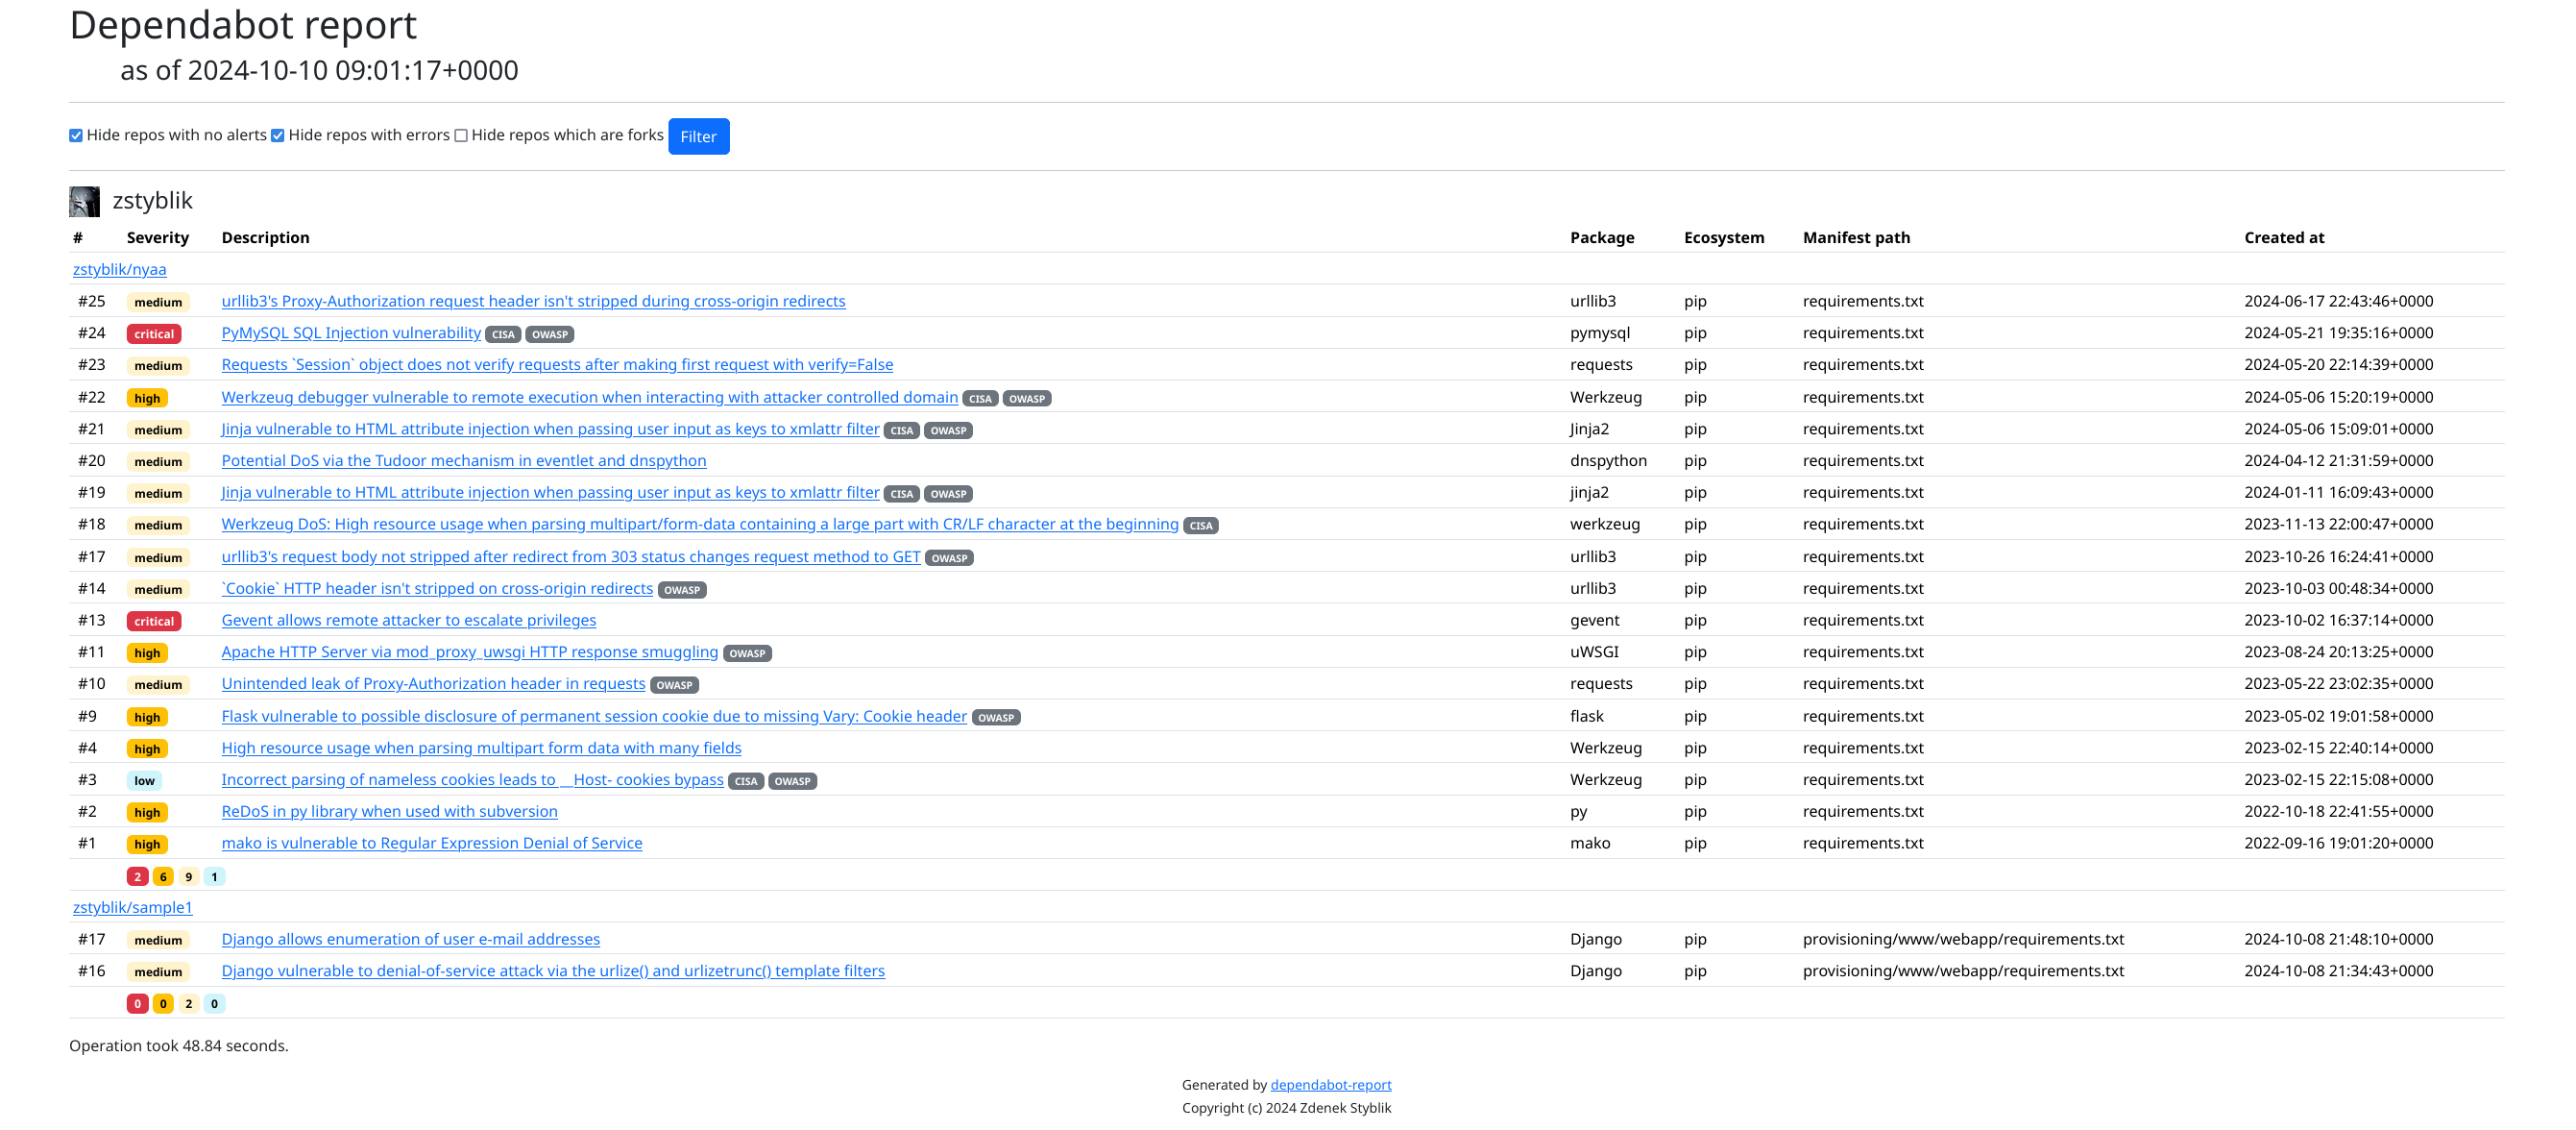 Dependabot report
as of 2024-10-10 09:01:17+0000
Hide repos with no alerts Hide repos with errors Hide repos which are forks Filter
zstyblik
# Severity Description Package Ecosystem Manifest path Created at
zstyblik/nyaa
#25 medium urllib3's Proxy-Authorization request header isn't stripped during cross-origin redirects urllib3 pip requirements.txt 2024-06-17 22:43:46+0000
#24 critical PyMySQL SQL Injection vulnerability CISA OWASP pymysql pip requirements.txt 2024-05-21 19:35:16+0000
#23 medium Requests `Session` object does not verify requests after making first request with verify=False requests pip requirements.txt 2024-05-20 22:14:39+0000
#22 high Werkzeug debugger vulnerable to remote execution when interacting with attacker controlled domain CISA OWASP Werkzeug pip requirements.txt 2024-05-06 15:20:19+0000
#21 medium Jinja vulnerable to HTML attribute injection when passing user input as keys to xmlattr filter CISA OWASP Jinja2 pip requirements.txt 2024-05-06 15:09:01+0000
#20 medium Potential DoS via the Tudoor mechanism in eventlet and dnspython dnspython pip requirements.txt 2024-04-12 21:31:59+0000
#19 medium Jinja vulnerable to HTML attribute injection when passing user input as keys to xmlattr filter CISA OWASP jinja2 pip requirements.txt 2024-01-11 16:09:43+0000
#18 medium Werkzeug DoS: High resource usage when parsing multipart/form-data containing a large part with CR/LF character at the beginning CISA werkzeug pip requirements.txt 2023-11-13 22:00:47+0000
#17 medium urllib3's request body not stripped after redirect from 303 status changes request method to GET OWASP urllib3 pip requirements.txt 2023-10-26 16:24:41+0000
#14 medium `Cookie` HTTP header isn't stripped on cross-origin redirects OWASP urllib3 pip requirements.txt 2023-10-03 00:48:34+0000
#13 critical Gevent allows remote attacker to escalate privileges gevent pip requirements.txt 2023-10-02 16:37:14+0000
#11 high Apache HTTP Server via mod_proxy_uwsgi HTTP response smuggling OWASP uWSGI pip requirements.txt 2023-08-24 20:13:25+0000
#10 medium Unintended leak of Proxy-Authorization header in requests OWASP requests pip requirements.txt 2023-05-22 23:02:35+0000
#9 high Flask vulnerable to possible disclosure of permanent session cookie due to missing Vary: Cookie header OWASP flask pip requirements.txt 2023-05-02 19:01:58+0000
#4 high High resource usage when parsing multipart form data with many fields Werkzeug pip requirements.txt 2023-02-15 22:40:14+0000
#3 low Incorrect parsing of nameless cookies leads to __Host- cookies bypass CISA OWASP Werkzeug pip requirements.txt 2023-02-15 22:15:08+0000
#2 high ReDoS in py library when used with subversion py pip requirements.txt 2022-10-18 22:41:55+0000
#1 high mako is vulnerable to Regular Expression Denial of Service mako pip requirements.txt 2022-09-16 19:01:20+0000
2 6 9 1
zstyblik/sample1
#17 medium Django allows enumeration of user e-mail addresses Django pip provisioning/www/webapp/requirements.txt 2024-10-08 21:48:10+0000
#16 medium Django vulnerable to denial-of-service attack via the urlize() and urlizetrunc() template filters Django pip provisioning/www/webapp/requirements.txt 2024-10-08 21:34:43+0000
0 0 2 0
Operation took 48.84 seconds.
Generated by dependabot-report
Copyright (c) 2024 Zdenek Styblik